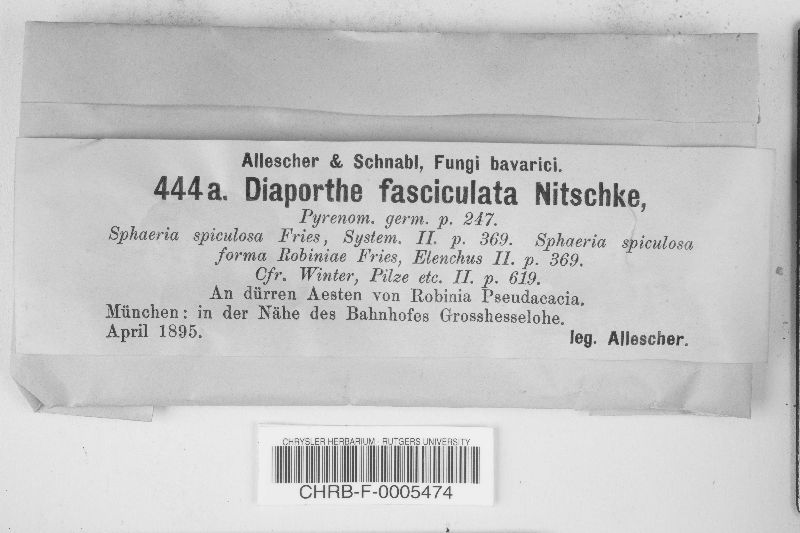 Allescher & Schnabl, Fungi bavarici.
444a. Diaporthe fasciculata Nitschke,
Pyrenom. germ. p. 247.
Sphaeria spiculosa Fries, System. II. p. 369. Sphaeria spiculosa
forma Robiniae Fries, Elenchus II. p. 369.
Cfr. Winter, Pilze etc. II. p. 619.
An dürren Aesten von Robinia Pseudacacia.
München: in der Nähe des Bahnhofes Grosshesselohe.
April 1895.
leg. Allescher.
CHRYSLER HERBARIUM - RUTGERS UNIVERSITY
CHRB-F-0005474